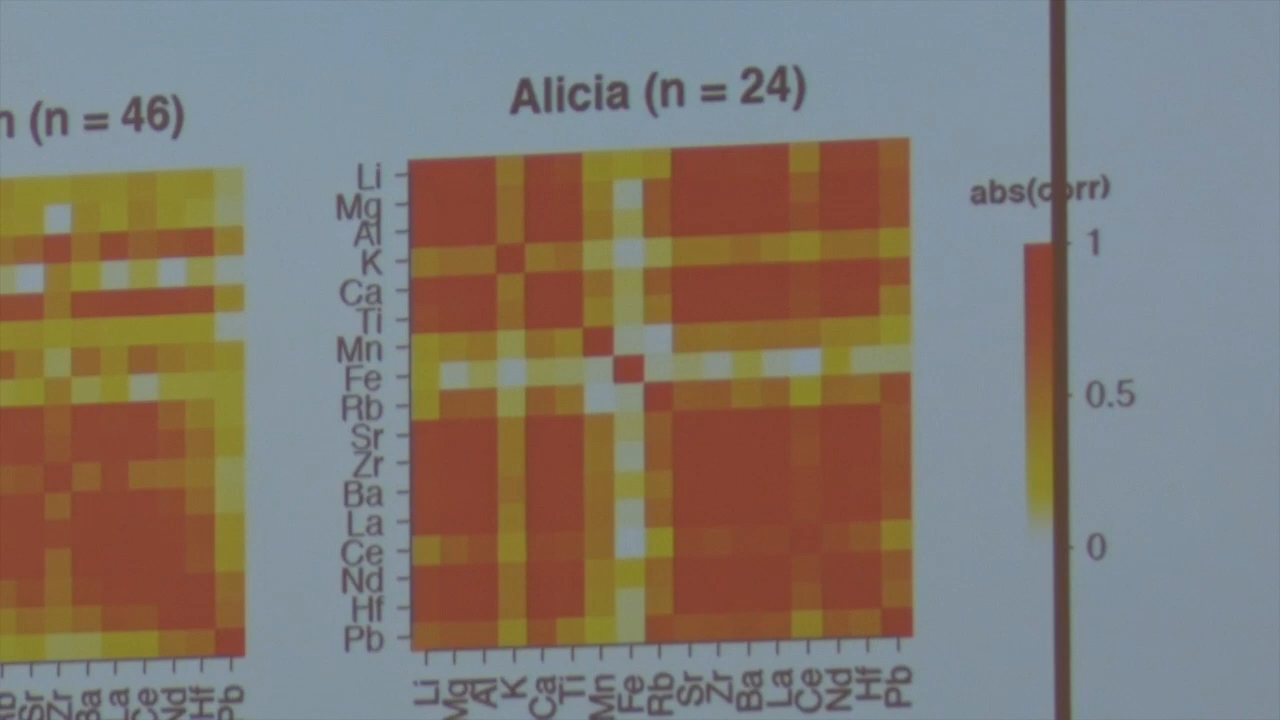 n (n = 46)
Alicia (n = 24)
abs(corr)
1
0.5
0
Li
Mg
Al
K
Ca
Ti
Mn
Fe
Rb
Sr
Zr
Ba
La
Ce
Nd
Hf
Pb
Sr Zr Ba La Ce Nd Hf Pb
Li Mg Al K Ca Ti Mn Fe Rb Sr Zr Ba La Ce Nd Hf Pb